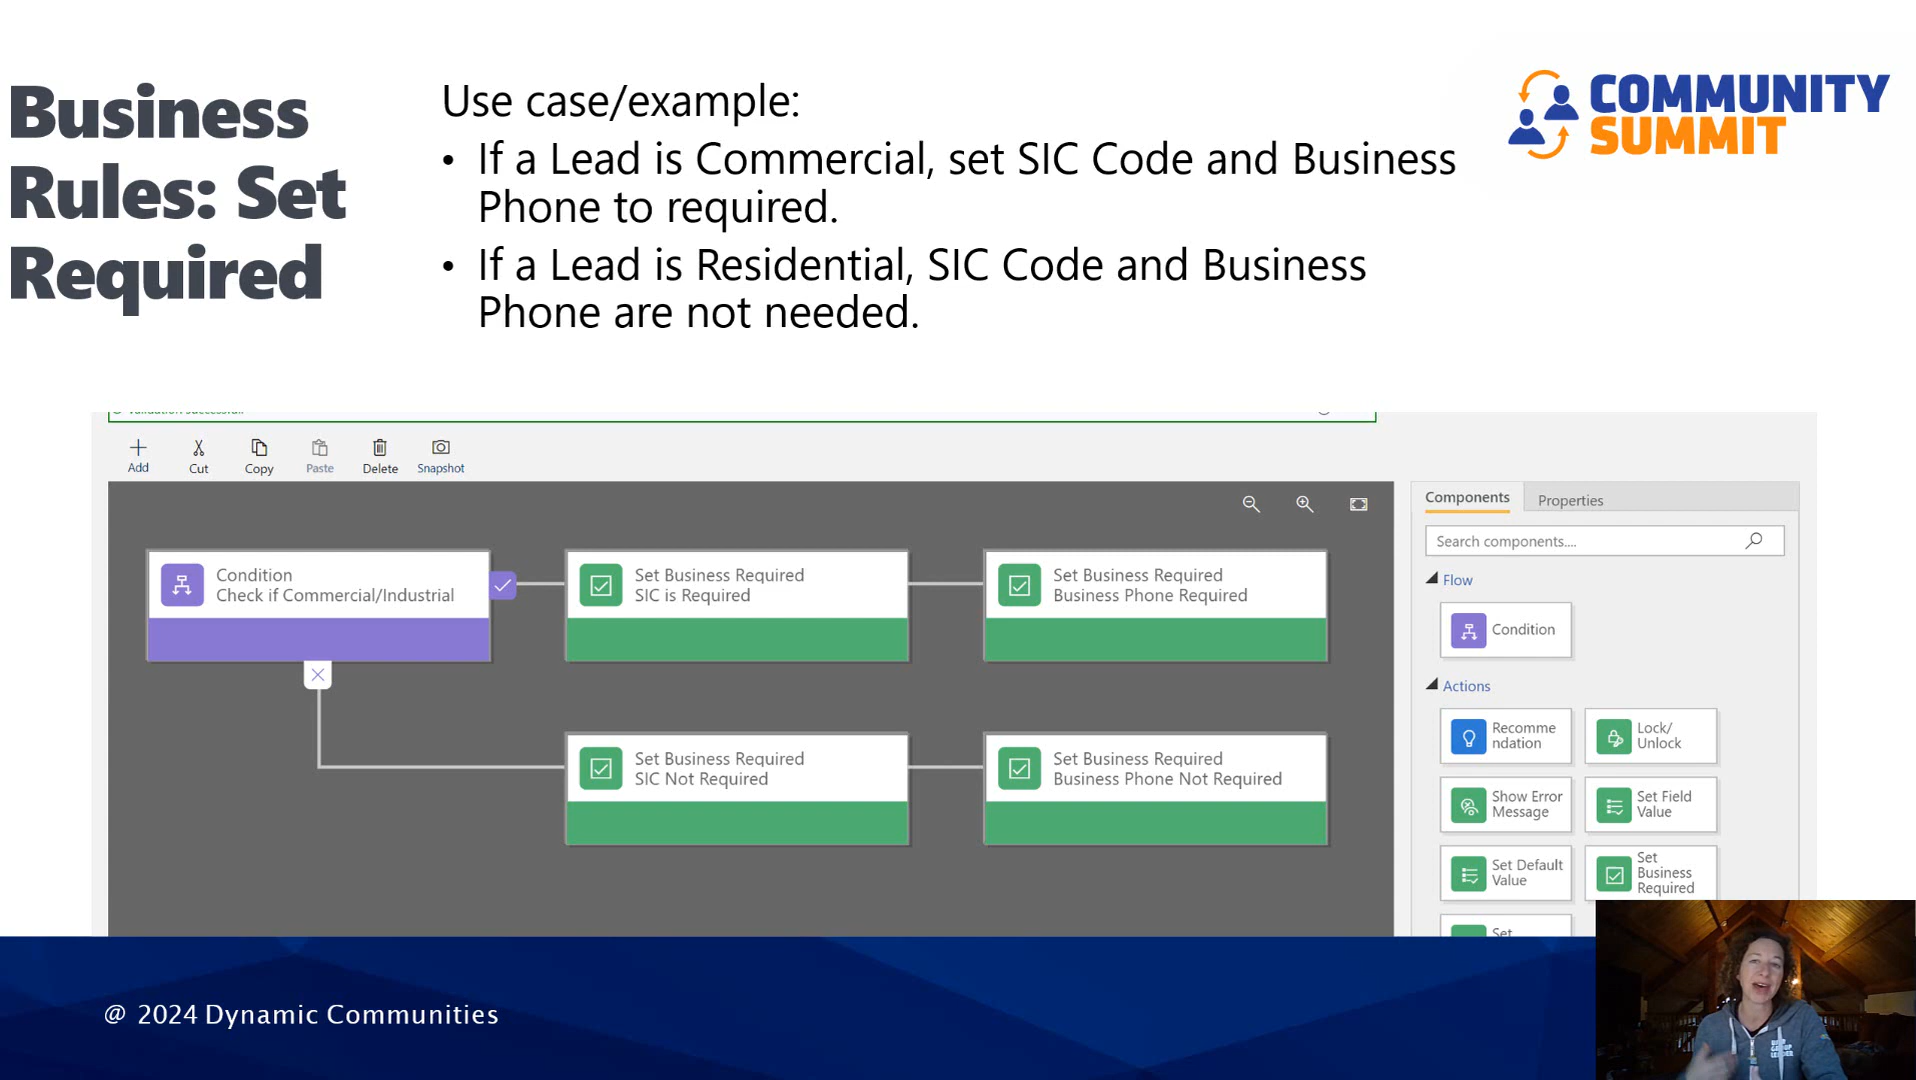 Business
Rules: Set
Required
Use case/example:
• If a Lead is Commercial, set SIC Code and Business
Phone to required.
• If a Lead is Residential, SIC Code and Business
Phone are not needed.
COMMUNITY
SUMMIT
Add
Cut
Copy
Paste
Delete
Snapshot
Condition
Check if Commercial/Industrial
Set Business Required
SIC is Required
Set Business Required
Business Phone Required
Set Business Required
SIC Not Required
Set Business Required
Business Phone Not Required
Components
Properties
Search components....
Flow
Condition
Actions
Recomme
ndation
Lock/
Unlock
Show Error
Message
Set Field
Value
Set Default
Value
Set
Business
Required
Set
@ 2024 Dynamic Communities